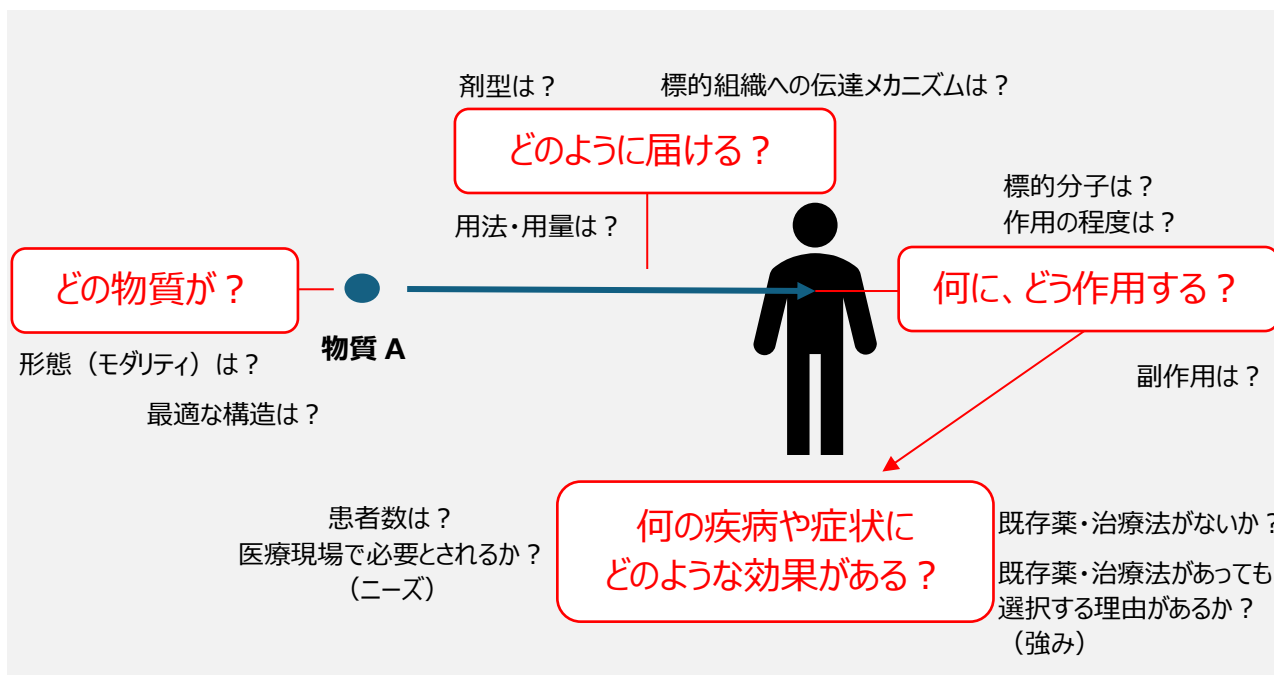 剤型は？
標的組織への伝達メカニズムは？
どのように届ける？
用法・用量は？
標的分子は？
作用の程度は？
どの物質が？
何に、どう作用する？
物質 A
形態（モダリティ）は？
最適な構造は？
副作用は？
患者数は？
医療現場で必要とされるか？
（ニーズ）
何の疾病や症状に
どのような効果がある？
既存薬・治療法がないか？
既存薬・治療法があっても
選択する理由があるか？
（強み）